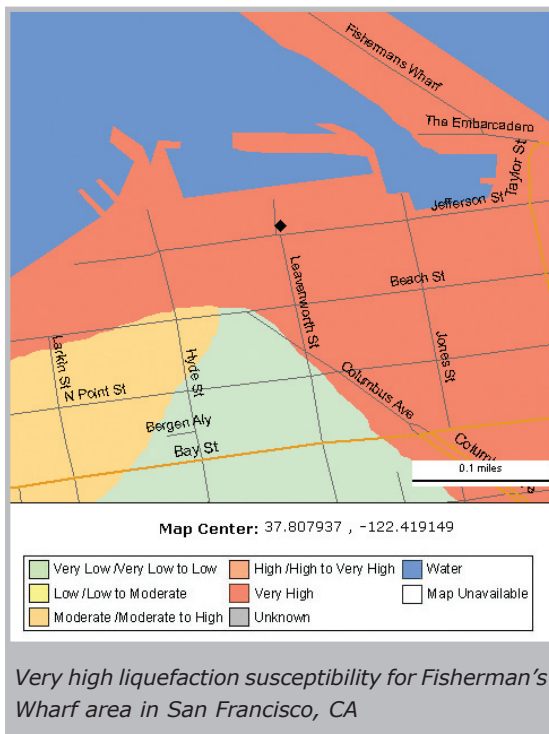 Fishermans Wharf
The Embarcadero
Taylor St
Jefferson St
Leavenworth St
Beach St
Larkin St
Hyde St
Jones St
N Point St
Columbus Ave
Bergen Aly
Bay St
0.1 miles
Map Center: 37.807937 , -122.419149
Very Low /Very Low to Low
High /High to Very High
Water
Low /Low to Moderate
Very High
Map Unavailable
Moderate /Moderate to High
Unknown
Very high liquefaction susceptibility for Fisherman's
Wharf area in San Francisco, CA